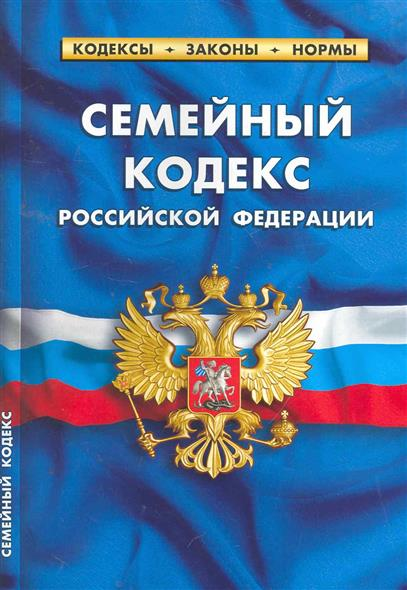 КОДЕКСЫ ✦ ЗАКОНЫ ✦ НОРМЫ
СЕМЕЙНЫЙ
КОДЕКС
РОССИЙСКОЙ ФЕДЕРАЦИИ
СЕМЕЙНЫЙ КОДЕКС